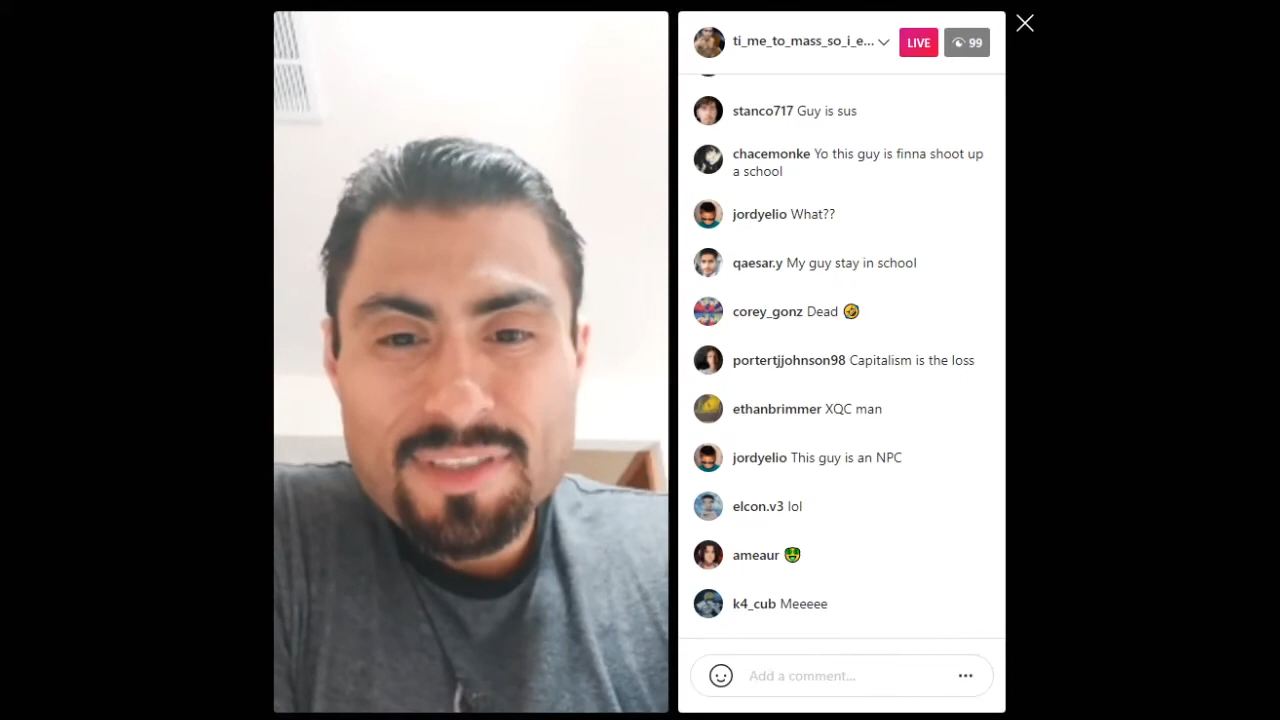 ti_me_to_mass_so_i_e...
LIVE
99
stanco717 Guy is sus
chacemonke Yo this guy is finna shoot up
a school
jordyelio What??
qaesar.y My guy stay in school
corey_gonz Dead 🤣
portertjjohnson98 Capitalism is the loss
ethanbrimmer XQC man
jordyelio This guy is an NPC
elcon.v3 lol
ameaur 🤑
k4_cub Meeeee
Add a comment...